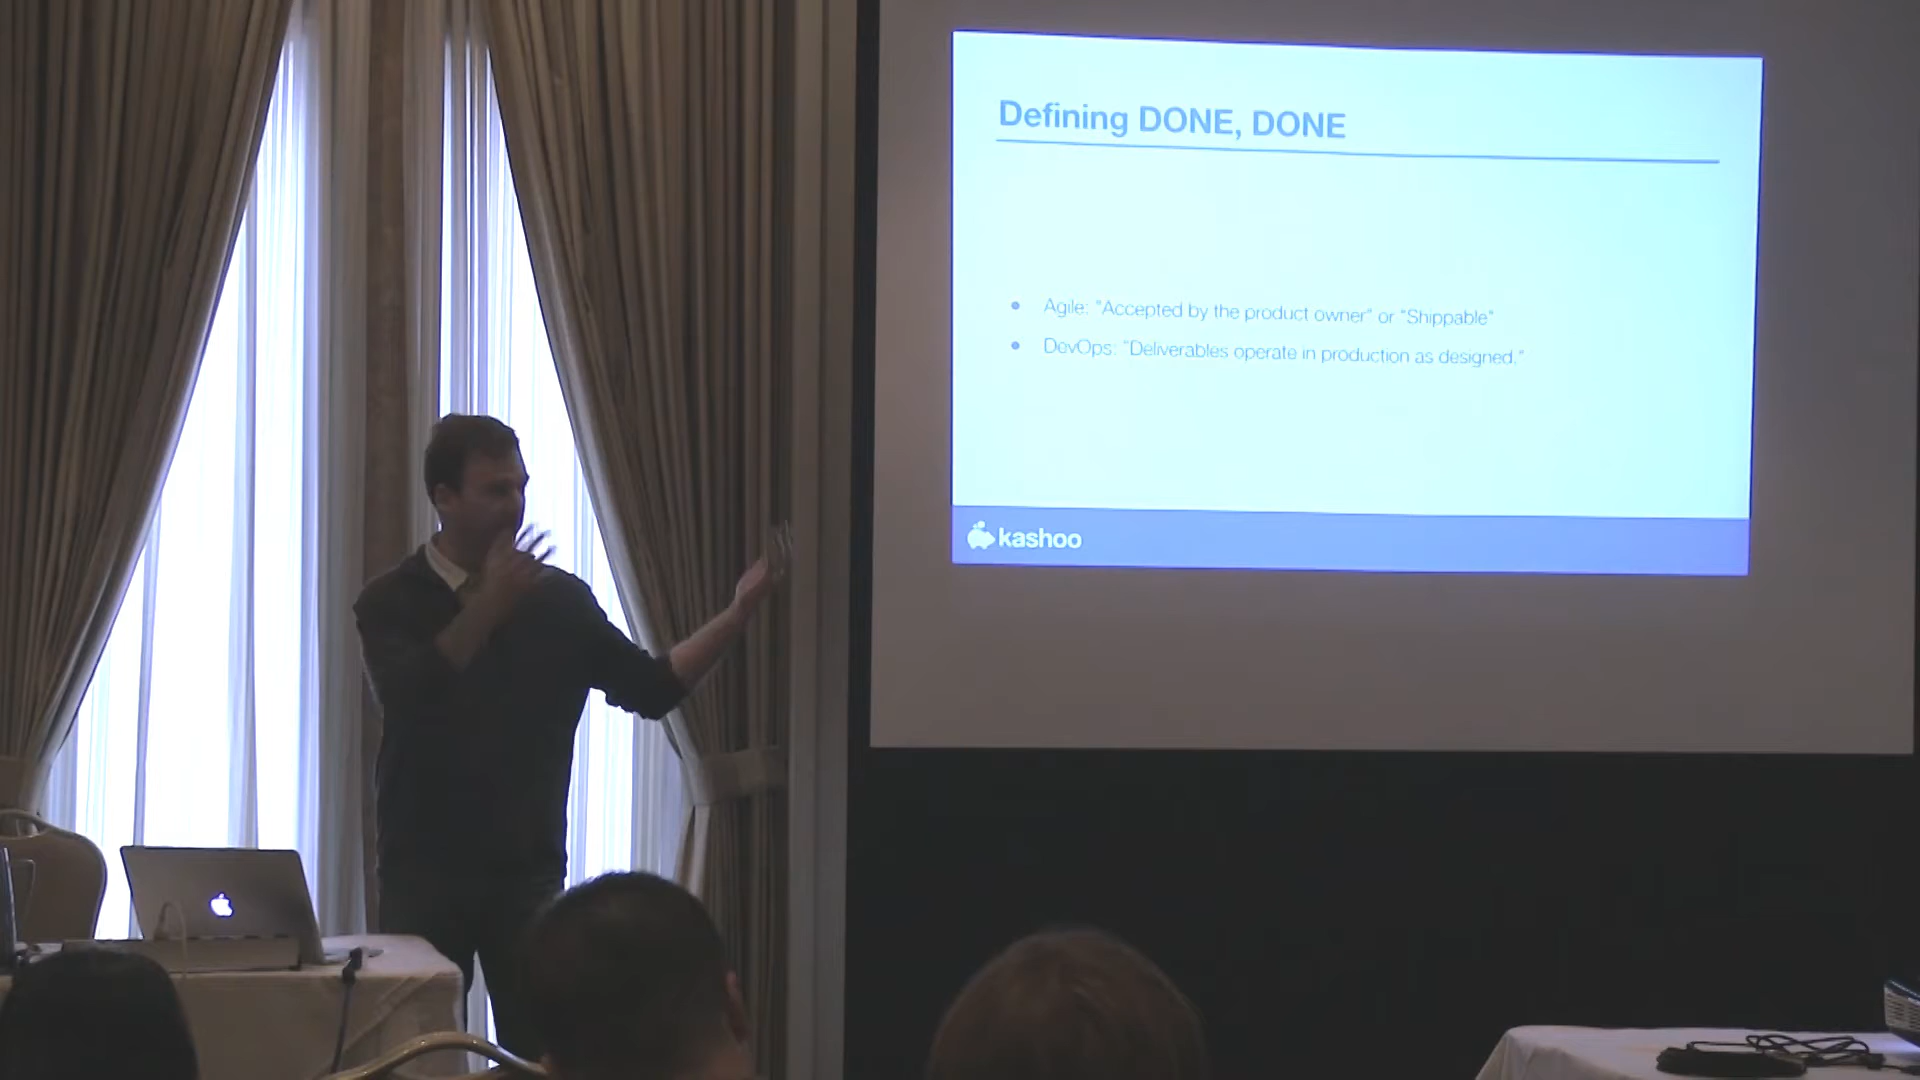 Defining DONE, DONE
• Agile: "Accepted by the product owner" or "Shippable"
• DevOps: "Deliverables operate in production as designed."
kashoo